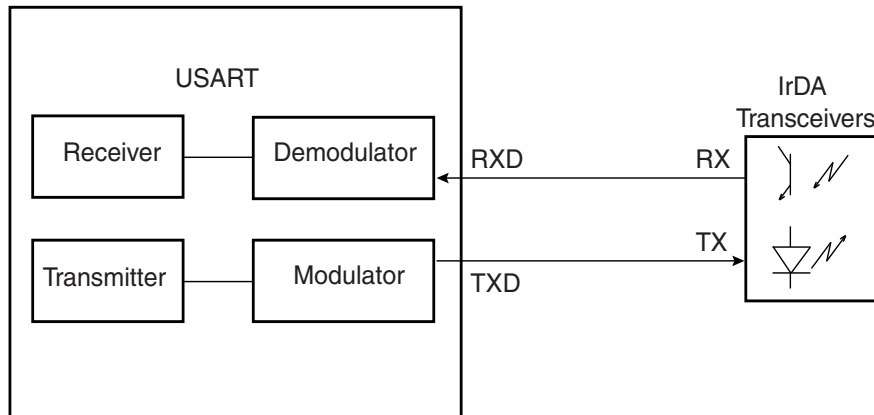 USART
IrDA
Transceivers
Receiver
Demodulator
RXD
RX
Transmitter
Modulator
TXD
TX